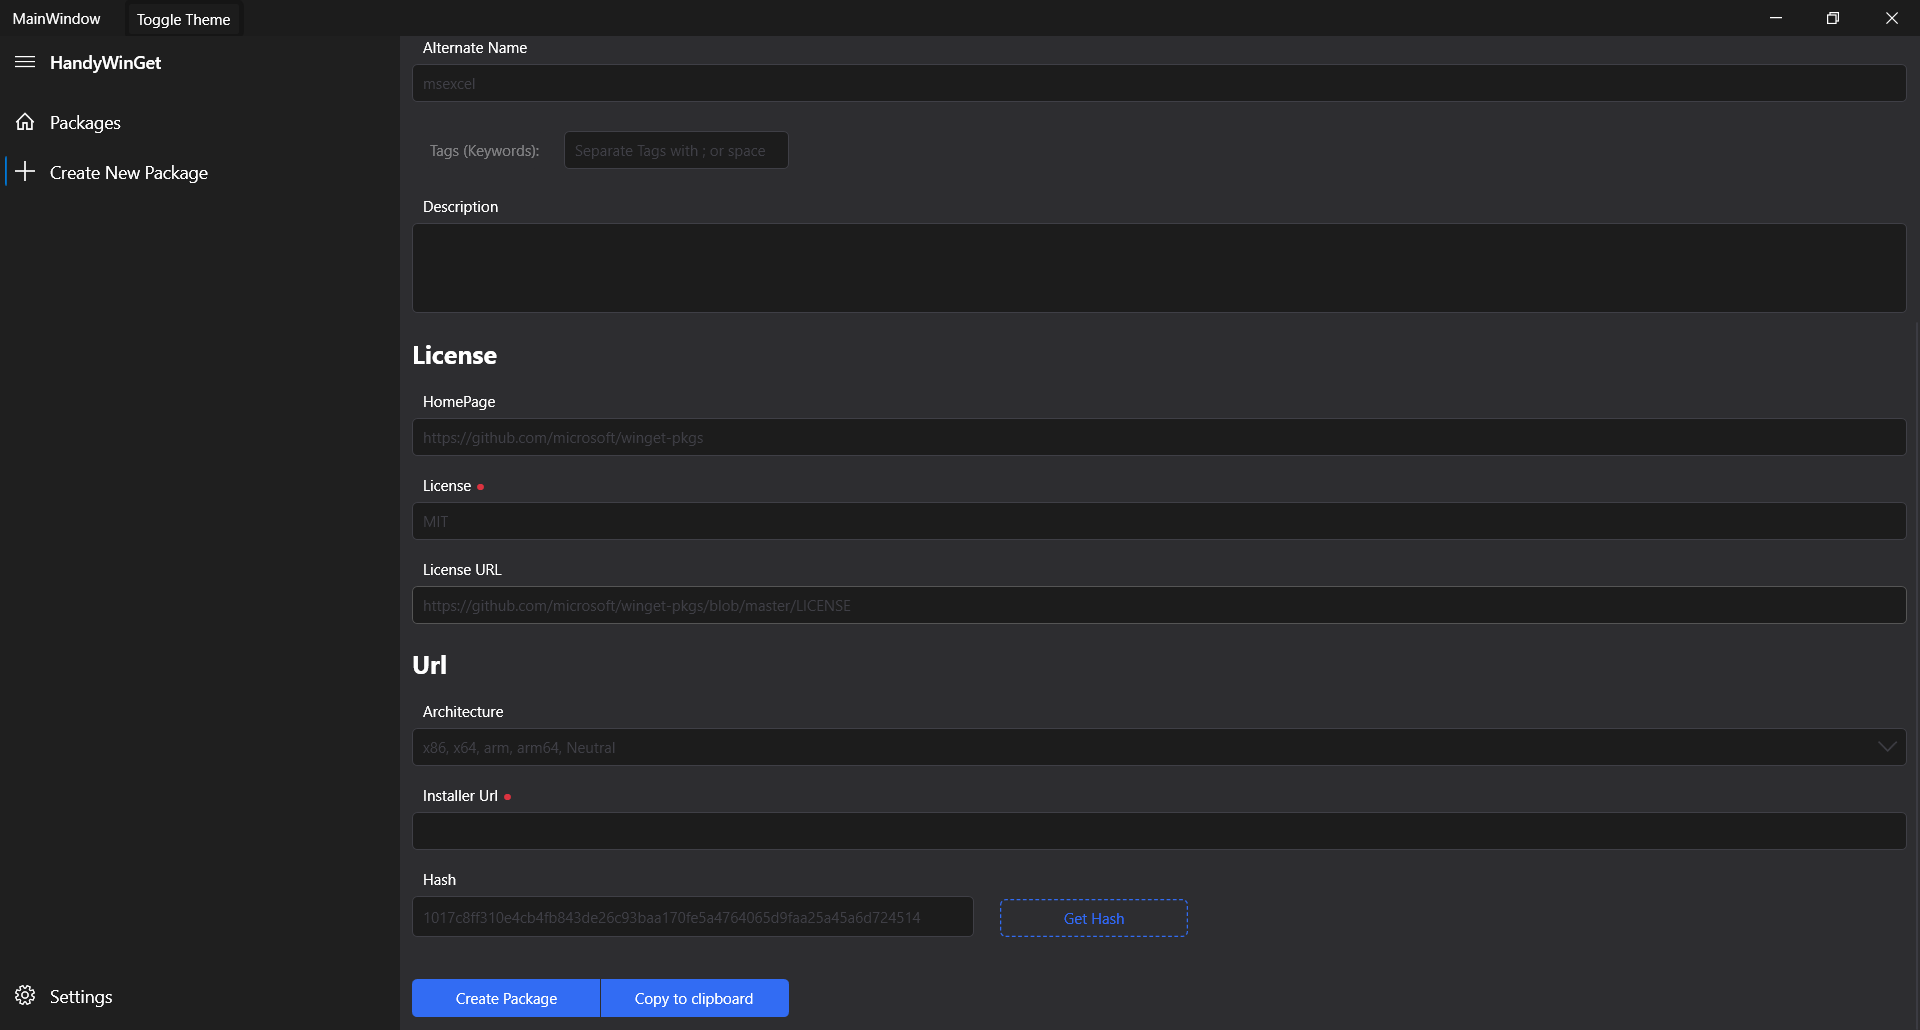 MainWindow
Toggle Theme
HandyWinGet
Packages
Create New Package
Settings
Alternate Name
msexcel
Tags (Keywords):
Separate Tags with ; or space
Description
License
HomePage
https://github.com/microsoft/winget-pkgs
License
MIT
License URL
https://github.com/microsoft/winget-pkgs/blob/master/LICENSE
Url
Architecture
x86, x64, arm, arm64, Neutral
Installer Url
Hash
1017c8ff310e4cb4fb843de26c93baa170fe5a4764065d9faa25a45a6d724514
Get Hash
Create Package
Copy to clipboard